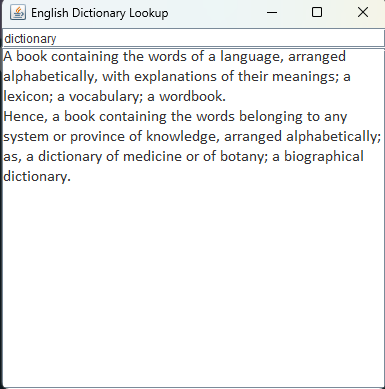 English Dictionary Lookup
dictionary
A book containing the words of a language, arranged
alphabetically, with explanations of their meanings; a
lexicon; a vocabulary; a wordbook.
Hence, a book containing the words belonging to any
system or province of knowledge, arranged alphabetically;
as, a dictionary of medicine or of botany; a biographical
dictionary.